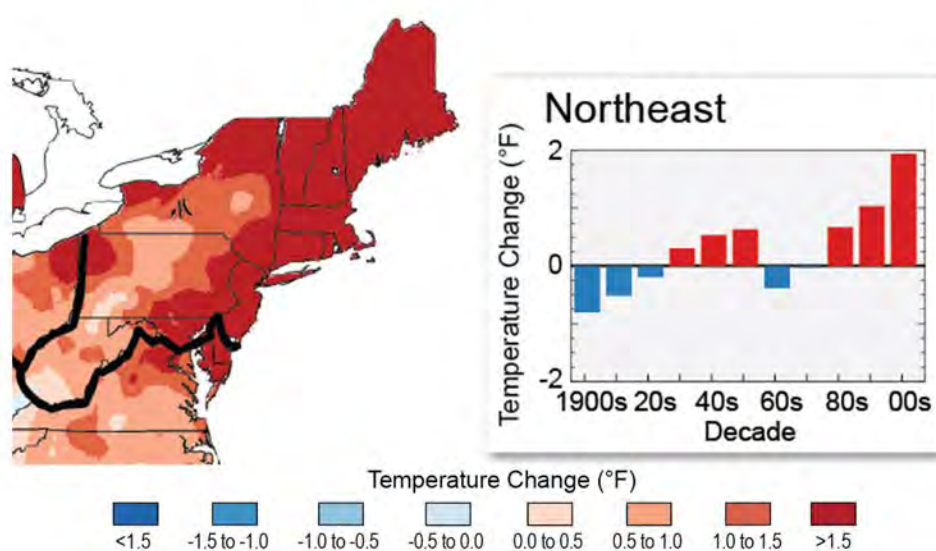 Northeast
Temperature Change (°F)
2
0
-2
1900s 20s 40s 60s 80s 00s
Decade
Temperature Change (°F)
<1.5 -1.5 to -1.0 -1.0 to -0.5 -0.5 to 0.0 0.0 to 0.5 0.5 to 1.0 1.0 to 1.5 >1.5